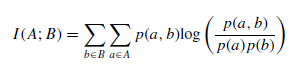 I(A; B) = ∑_{b∈B} ∑_{a∈A} p(a, b)log ( p(a, b) / p(a)p(b) )